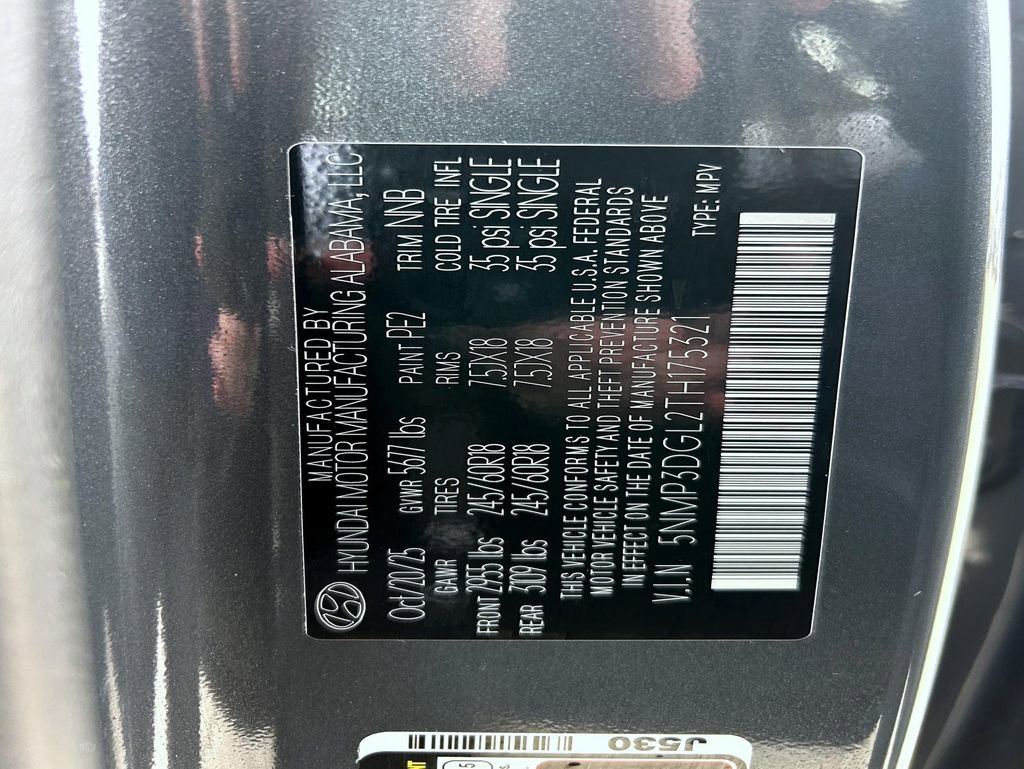 MANUFACTURED BY
HYUNDAI MOTOR MANUFACTURING ALABAMA, LLC
Oct/20/25 GVWR 5677 lbs PAINT PE2 TRIM NNB
GAWR TIRES RIMS COLD TIRE INFL
FRONT 2955 lbs 245/60R18 7.5JX18 35 psi SINGLE
REAR 3109 lbs 245/60R18 7.5JX18 35 psi SINGLE
THIS VEHICLE CONFORMS TO ALL APPLICABLE U.S.A. FEDERAL
MOTOR VEHICLE SAFETY AND THEFT PREVENTION STANDARDS
IN EFFECT ON THE DATE OF MANUFACTURE SHOWN ABOVE
V.I.N 5NMP3DGL2TH175321 TYPE: MPV
J530